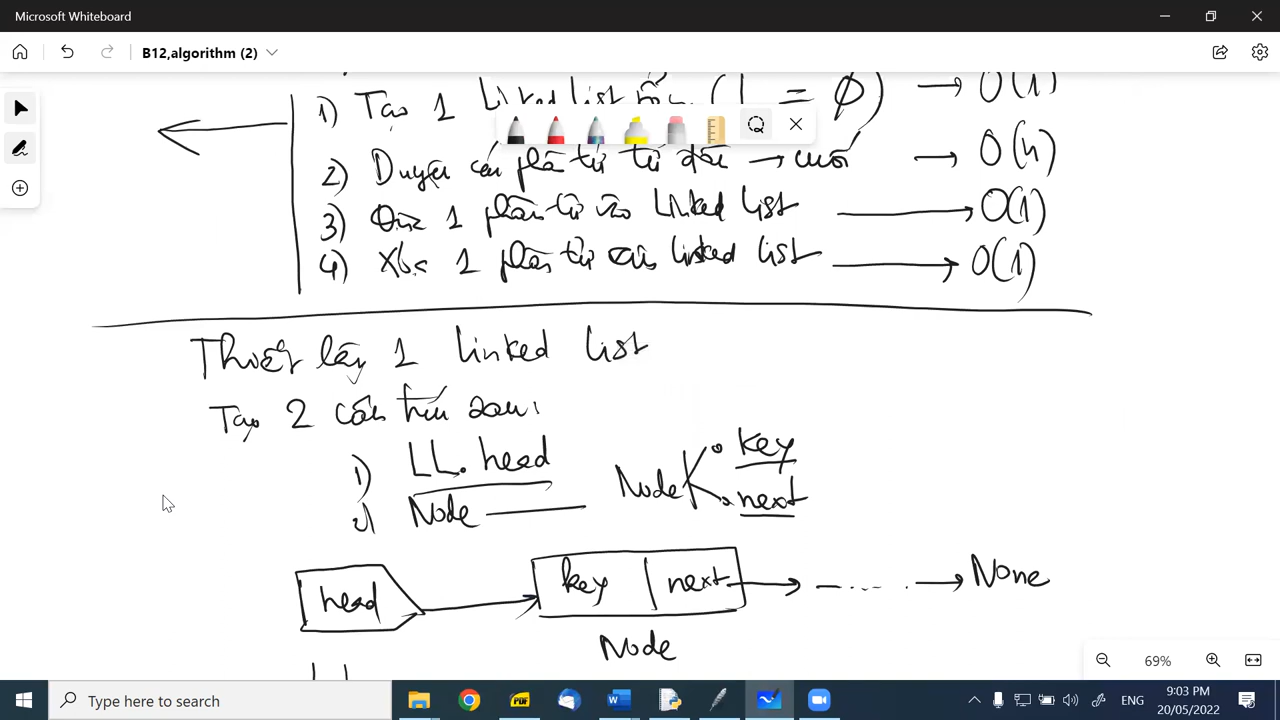 Microsoft Whiteboard
B12,algorithm (2)
1) Tạo 1 Linked list rỗng (L = ∅) → O(1)
2) Duyệt các phần tử từ đầu → cuối → O(n)
3) 1 phần tử vào Linked list → O(1)
4) Xóa 1 phần tử của linked list → O(1)
Thiết lập 1 linked list
Tạo 2 cấu trúc sau:
1) LL. head
2) Node
Node
key
next
head
key | next → → None
Node
69%
Type here to search
ENG
9:03 PM
20/05/2022